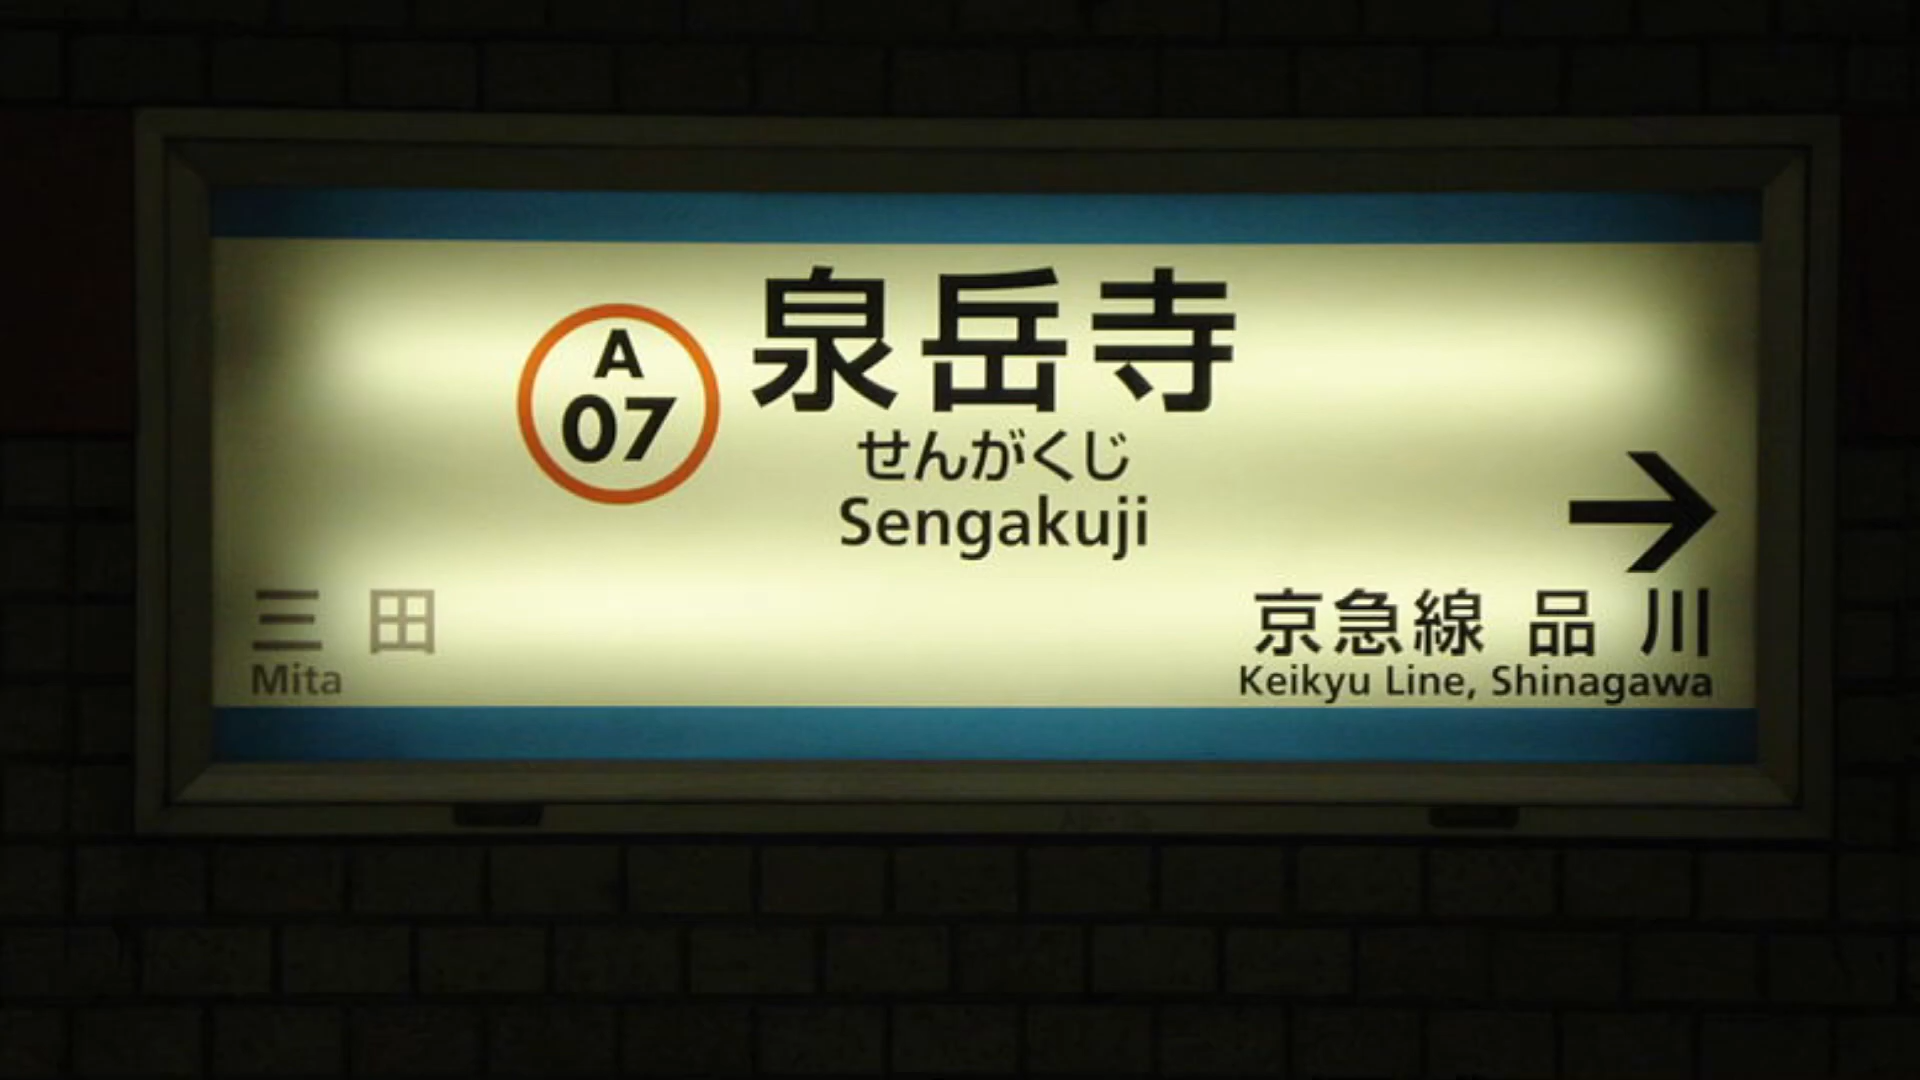 A
07
泉岳寺
せんがくじ
Sengakuji
→
三田
Mita
京急線 品川
Keikyu Line, Shinagawa